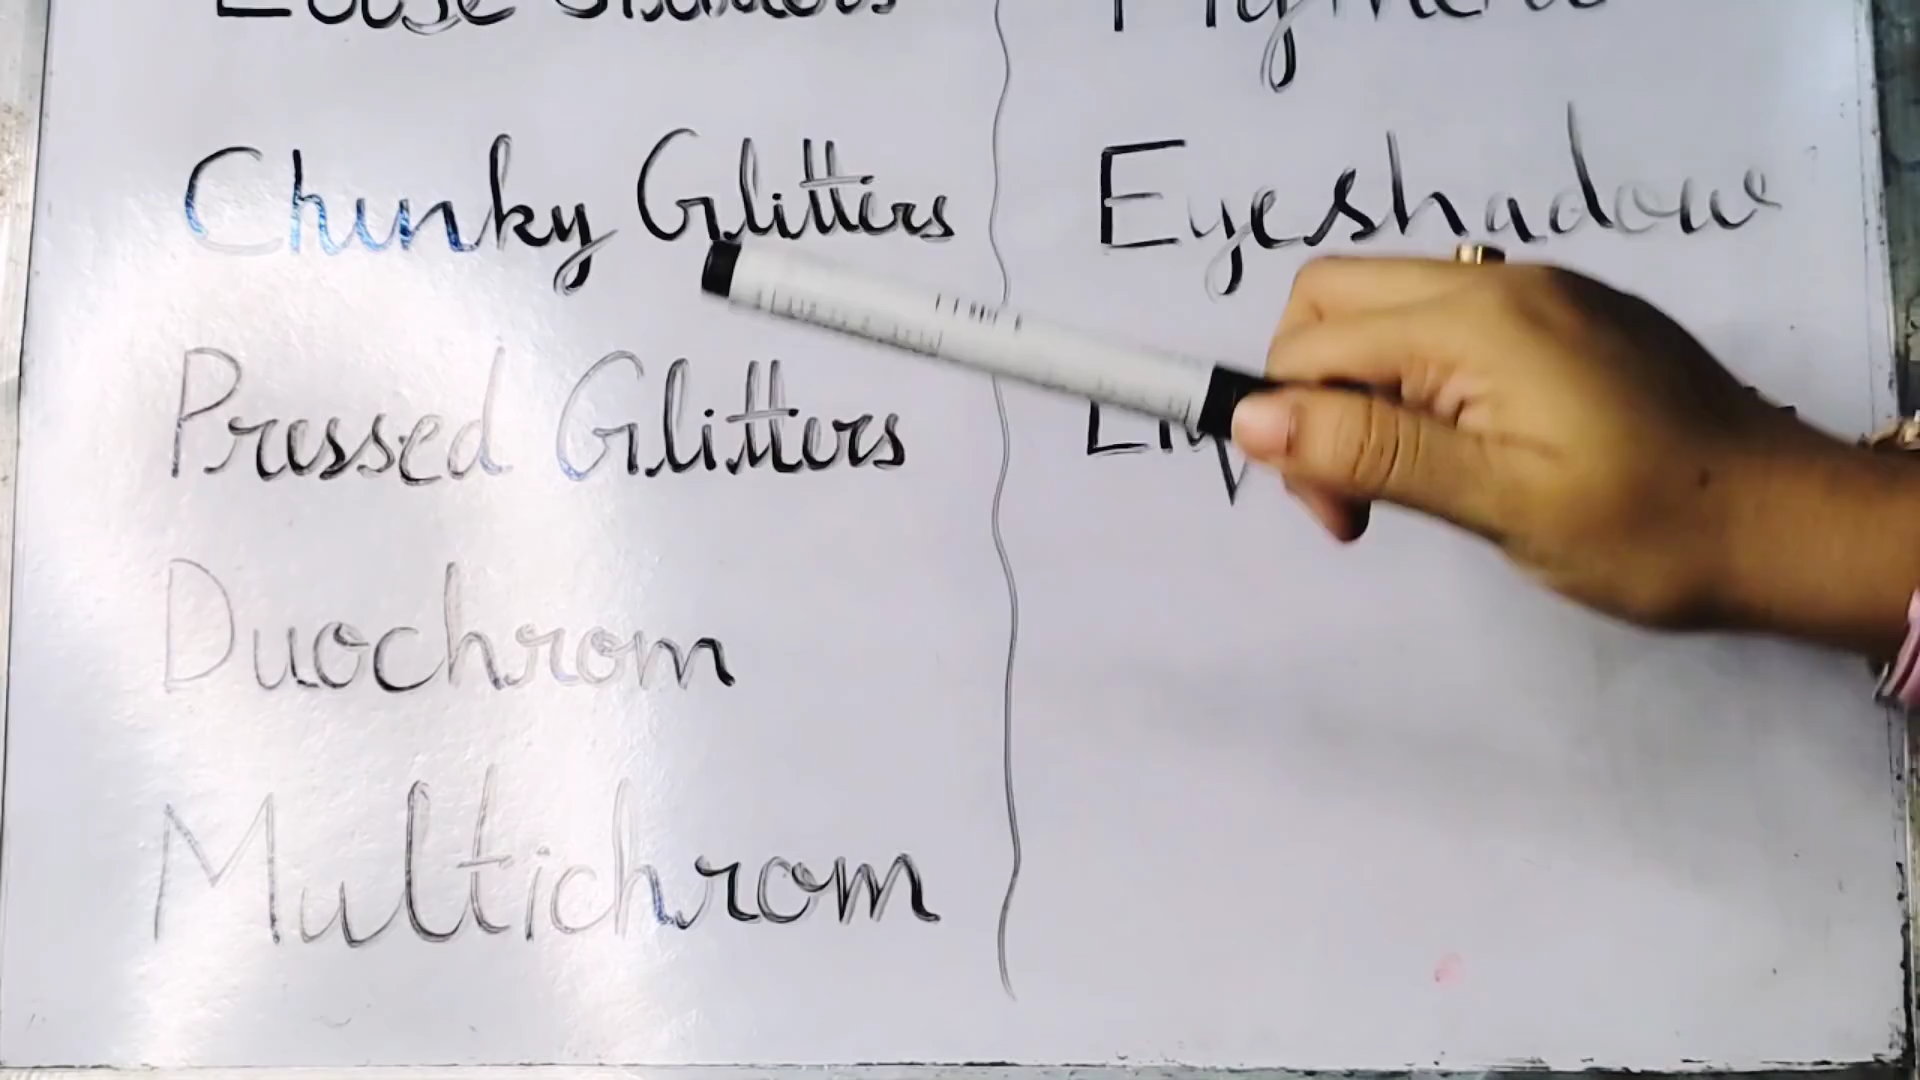 Chunky Glitters
Pressed Glitters
Duochrom
Multichrom
Eyeshadow